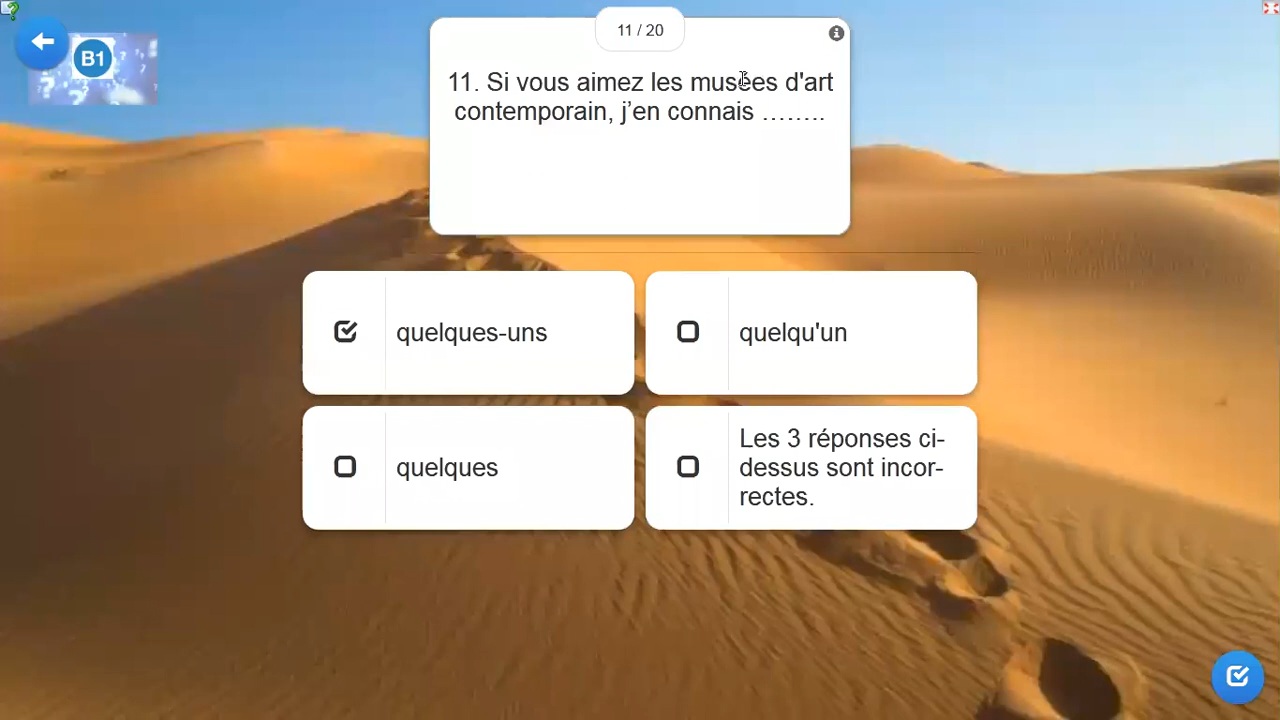 B1
11 / 20
11. Si vous aimez les musées d'art
contemporain, j’en connais ........
quelques-uns
quelqu'un
quelques
Les 3 réponses ci-
dessus sont incor-
rectes.